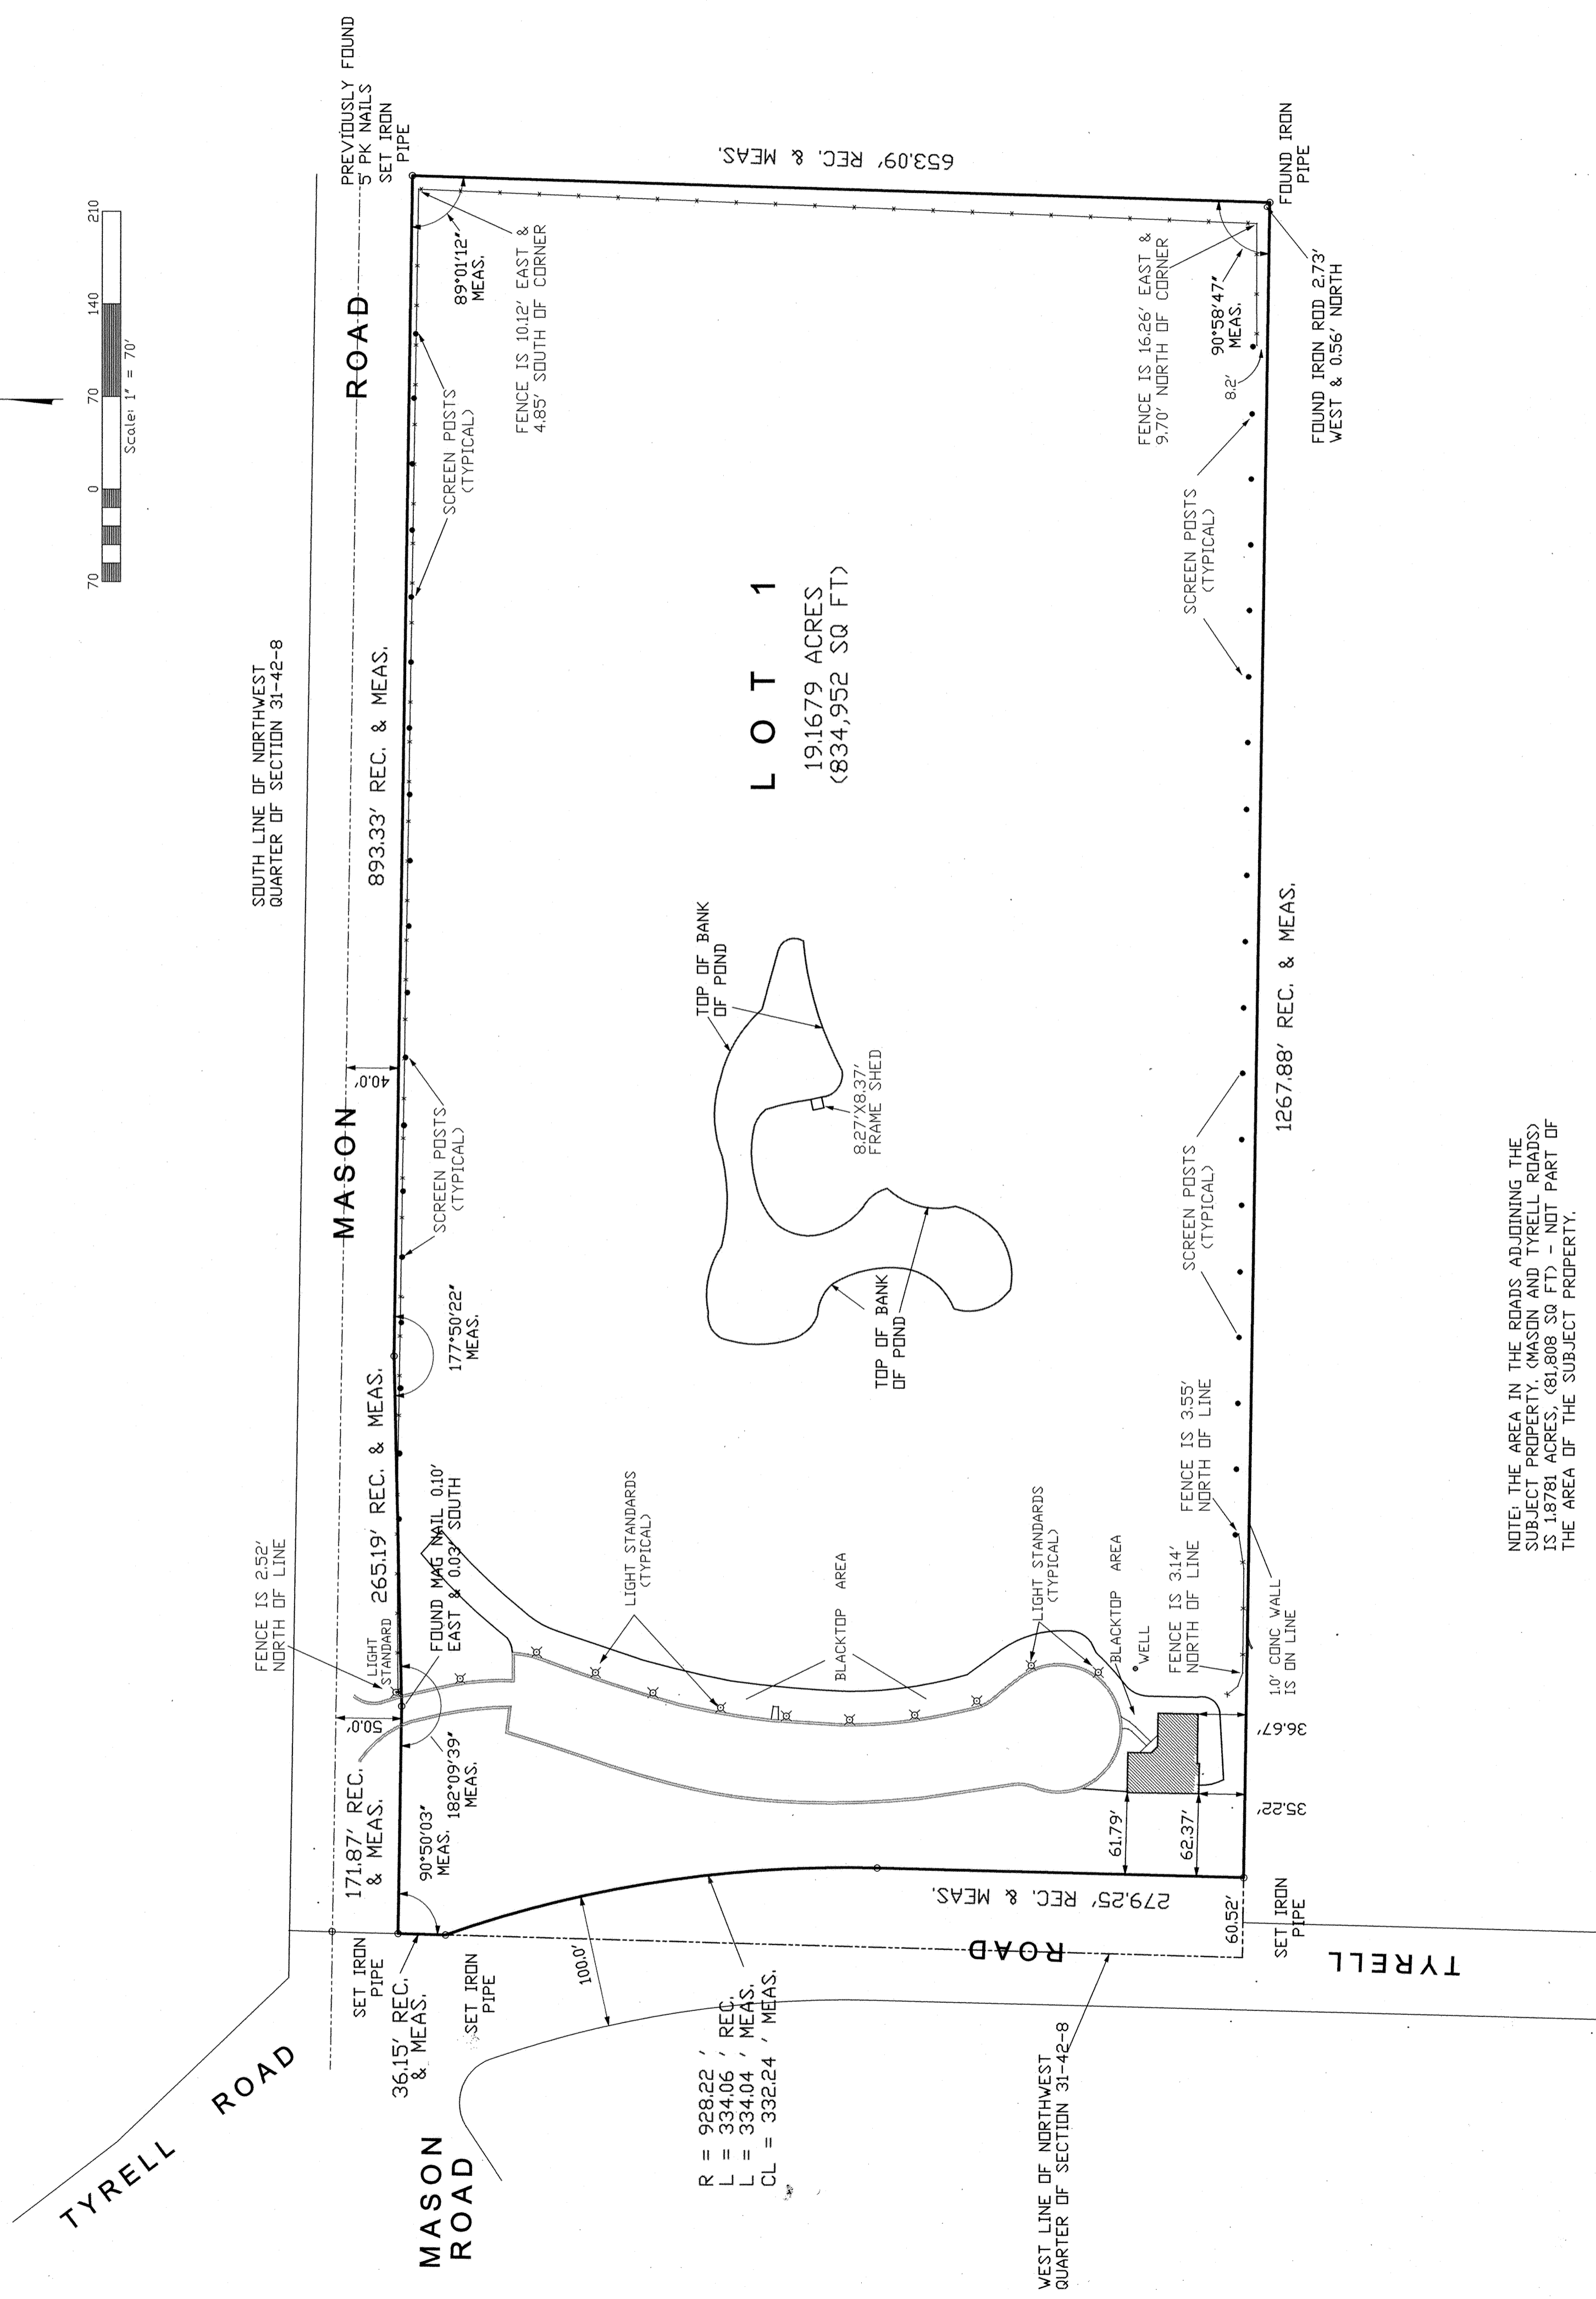 70
0
70
140
210
Scale: 1" = 70'
PREVIOUSLY FOUND
5 PK NAILS
SET IRON
PIPE
SOUTH LINE OF NORTHWEST
QUARTER OF SECTION 31-42-8
MASON ROAD
893.33' REC. & MEAS.
40.0'
265.19' REC. & MEAS.
FENCE IS 2.52'
NORTH OF LINE
LIGHT
STANDARD
50.0'
171.87' REC.
& MEAS.
FOUND MAG NAIL 0.10'
EAST & 0.03' SOUTH
182°09'39"
MEAS.
90°50'03"
MEAS.
177°50'22"
MEAS.
SCREEN POSTS
(TYPICAL)
SCREEN POSTS
(TYPICAL)
89°01'12"
MEAS.
FENCE IS 10.12' EAST &
4.85' SOUTH OF CORNER
653.09' REC. & MEAS.
LOT 1
19.1679 ACRES
(834,952 SQ FT)
TOP OF BANK
OF POND
8.27'X8.37'
FRAME SHED
TOP OF BANK
OF POND
LIGHT STANDARDS
(TYPICAL)
BLACKTOP AREA
LIGHT STANDARDS
(TYPICAL)
BLACKTOP AREA
WELL
FENCE IS 3.14'
NORTH OF LINE
FENCE IS 3.55'
NORTH OF LINE
SCREEN POSTS
(TYPICAL)
SCREEN POSTS
(TYPICAL)
FENCE IS 16.26' EAST &
9.70' NORTH OF CORNER
90°58'47"
MEAS.
8.2'
FOUND IRON
PIPE
FOUND IRON ROD 2.73'
WEST & 0.56' NORTH
1267.88' REC. & MEAS.
1.0' CONC WALL
IS ON LINE
36.67'
35.22'
61.79'
62.37'
279.25' REC. & MEAS.
60.52'
SET IRON
PIPE
TYRELL
ROAD
SET IRON
PIPE
36.15' REC.
& MEAS.
SET IRON
PIPE
100.0'
R = 928.22 '
L = 334.06 ' REC.
L = 334.04 ' MEAS.
CL = 332.24 ' MEAS.
TYRELL ROAD
MASON
ROAD
WEST LINE OF NORTHWEST
QUARTER OF SECTION 31-42-8
NOTE: THE AREA IN THE ROADS ADJOINING THE
SUBJECT PROPERTY, (MASON AND TYRELL ROADS)
IS 1.8781 ACRES, (81,808 SQ FT) - NOT PART OF
THE AREA OF THE SUBJECT PROPERTY.